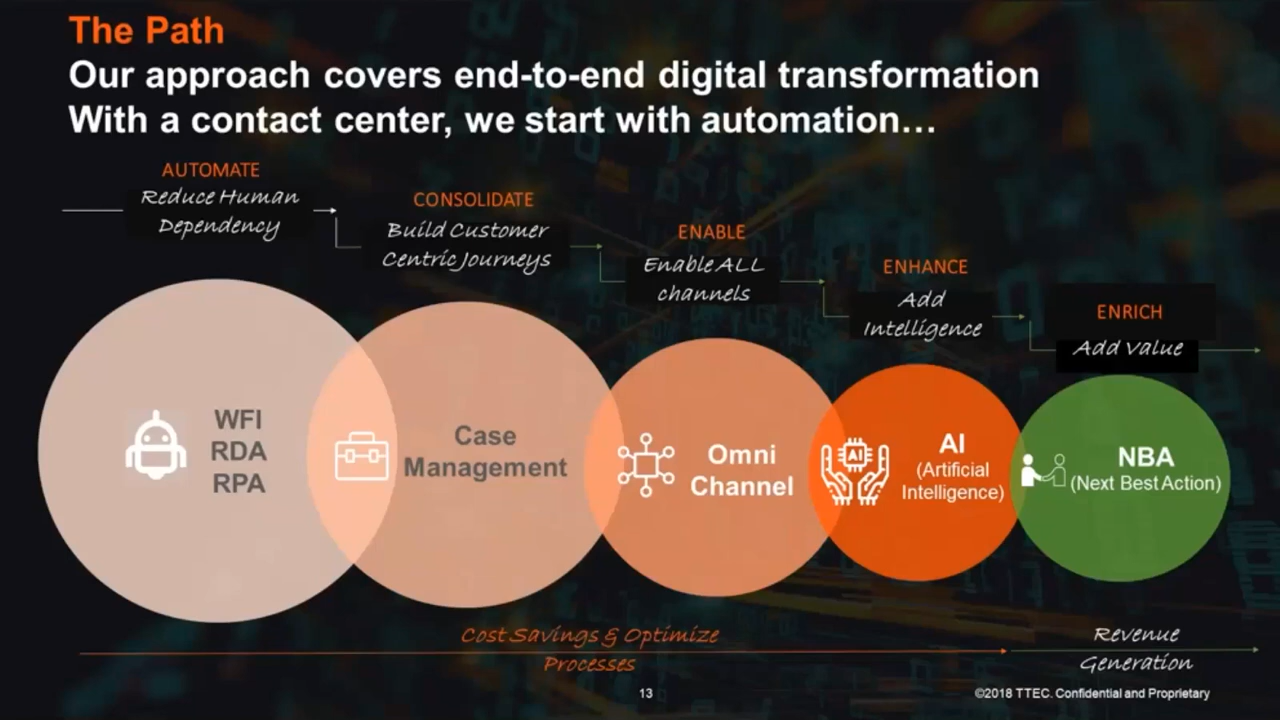 The Path
Our approach covers end-to-end digital transformation
With a contact center, we start with automation…
AUTOMATE
Reduce Human
Dependency
CONSOLIDATE
Build Customer
Centric Journeys
ENABLE
Enable ALL
channels
ENHANCE
Add
Intelligence
ENRICH
Add Value
WFI
RDA
RPA
Case
Management
Omni
Channel
AI
AI
(Artificial
Intelligence)
NBA
(Next Best Action)
Cost Savings & Optimize
Processes
Revenue
Generation
13
©2018 TTEC. Confidential and Proprietary